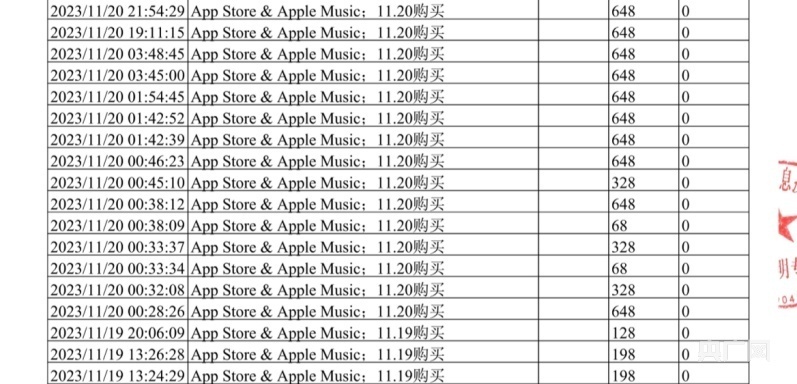 2023/11/20 21:54:29 App Store & Apple Music；11.20购买 648 0
2023/11/20 19:11:15 App Store & Apple Music；11.20购买 648 0
2023/11/20 03:48:45 App Store & Apple Music；11.20购买 648 0
2023/11/20 03:45:00 App Store & Apple Music；11.20购买 648 0
2023/11/20 01:54:45 App Store & Apple Music；11.20购买 648 0
2023/11/20 01:42:52 App Store & Apple Music；11.20购买 648 0
2023/11/20 01:42:39 App Store & Apple Music；11.20购买 648 0
2023/11/20 00:46:23 App Store & Apple Music；11.20购买 648 0
2023/11/20 00:45:10 App Store & Apple Music；11.20购买 328 0
2023/11/20 00:38:12 App Store & Apple Music；11.20购买 648 0
2023/11/20 00:38:09 App Store & Apple Music；11.20购买 68 0
2023/11/20 00:33:37 App Store & Apple Music；11.20购买 328 0
2023/11/20 00:33:34 App Store & Apple Music；11.20购买 68 0
2023/11/20 00:32:08 App Store & Apple Music；11.20购买 328 0
2023/11/20 00:28:26 App Store & Apple Music；11.20购买 648 0
2023/11/19 20:06:09 App Store & Apple Music；11.19购买 128 0
2023/11/19 13:26:28 App Store & Apple Music；11.19购买 198 0
2023/11/19 13:24:29 App Store & Apple Music；11.19购买 198 0
息
央广网